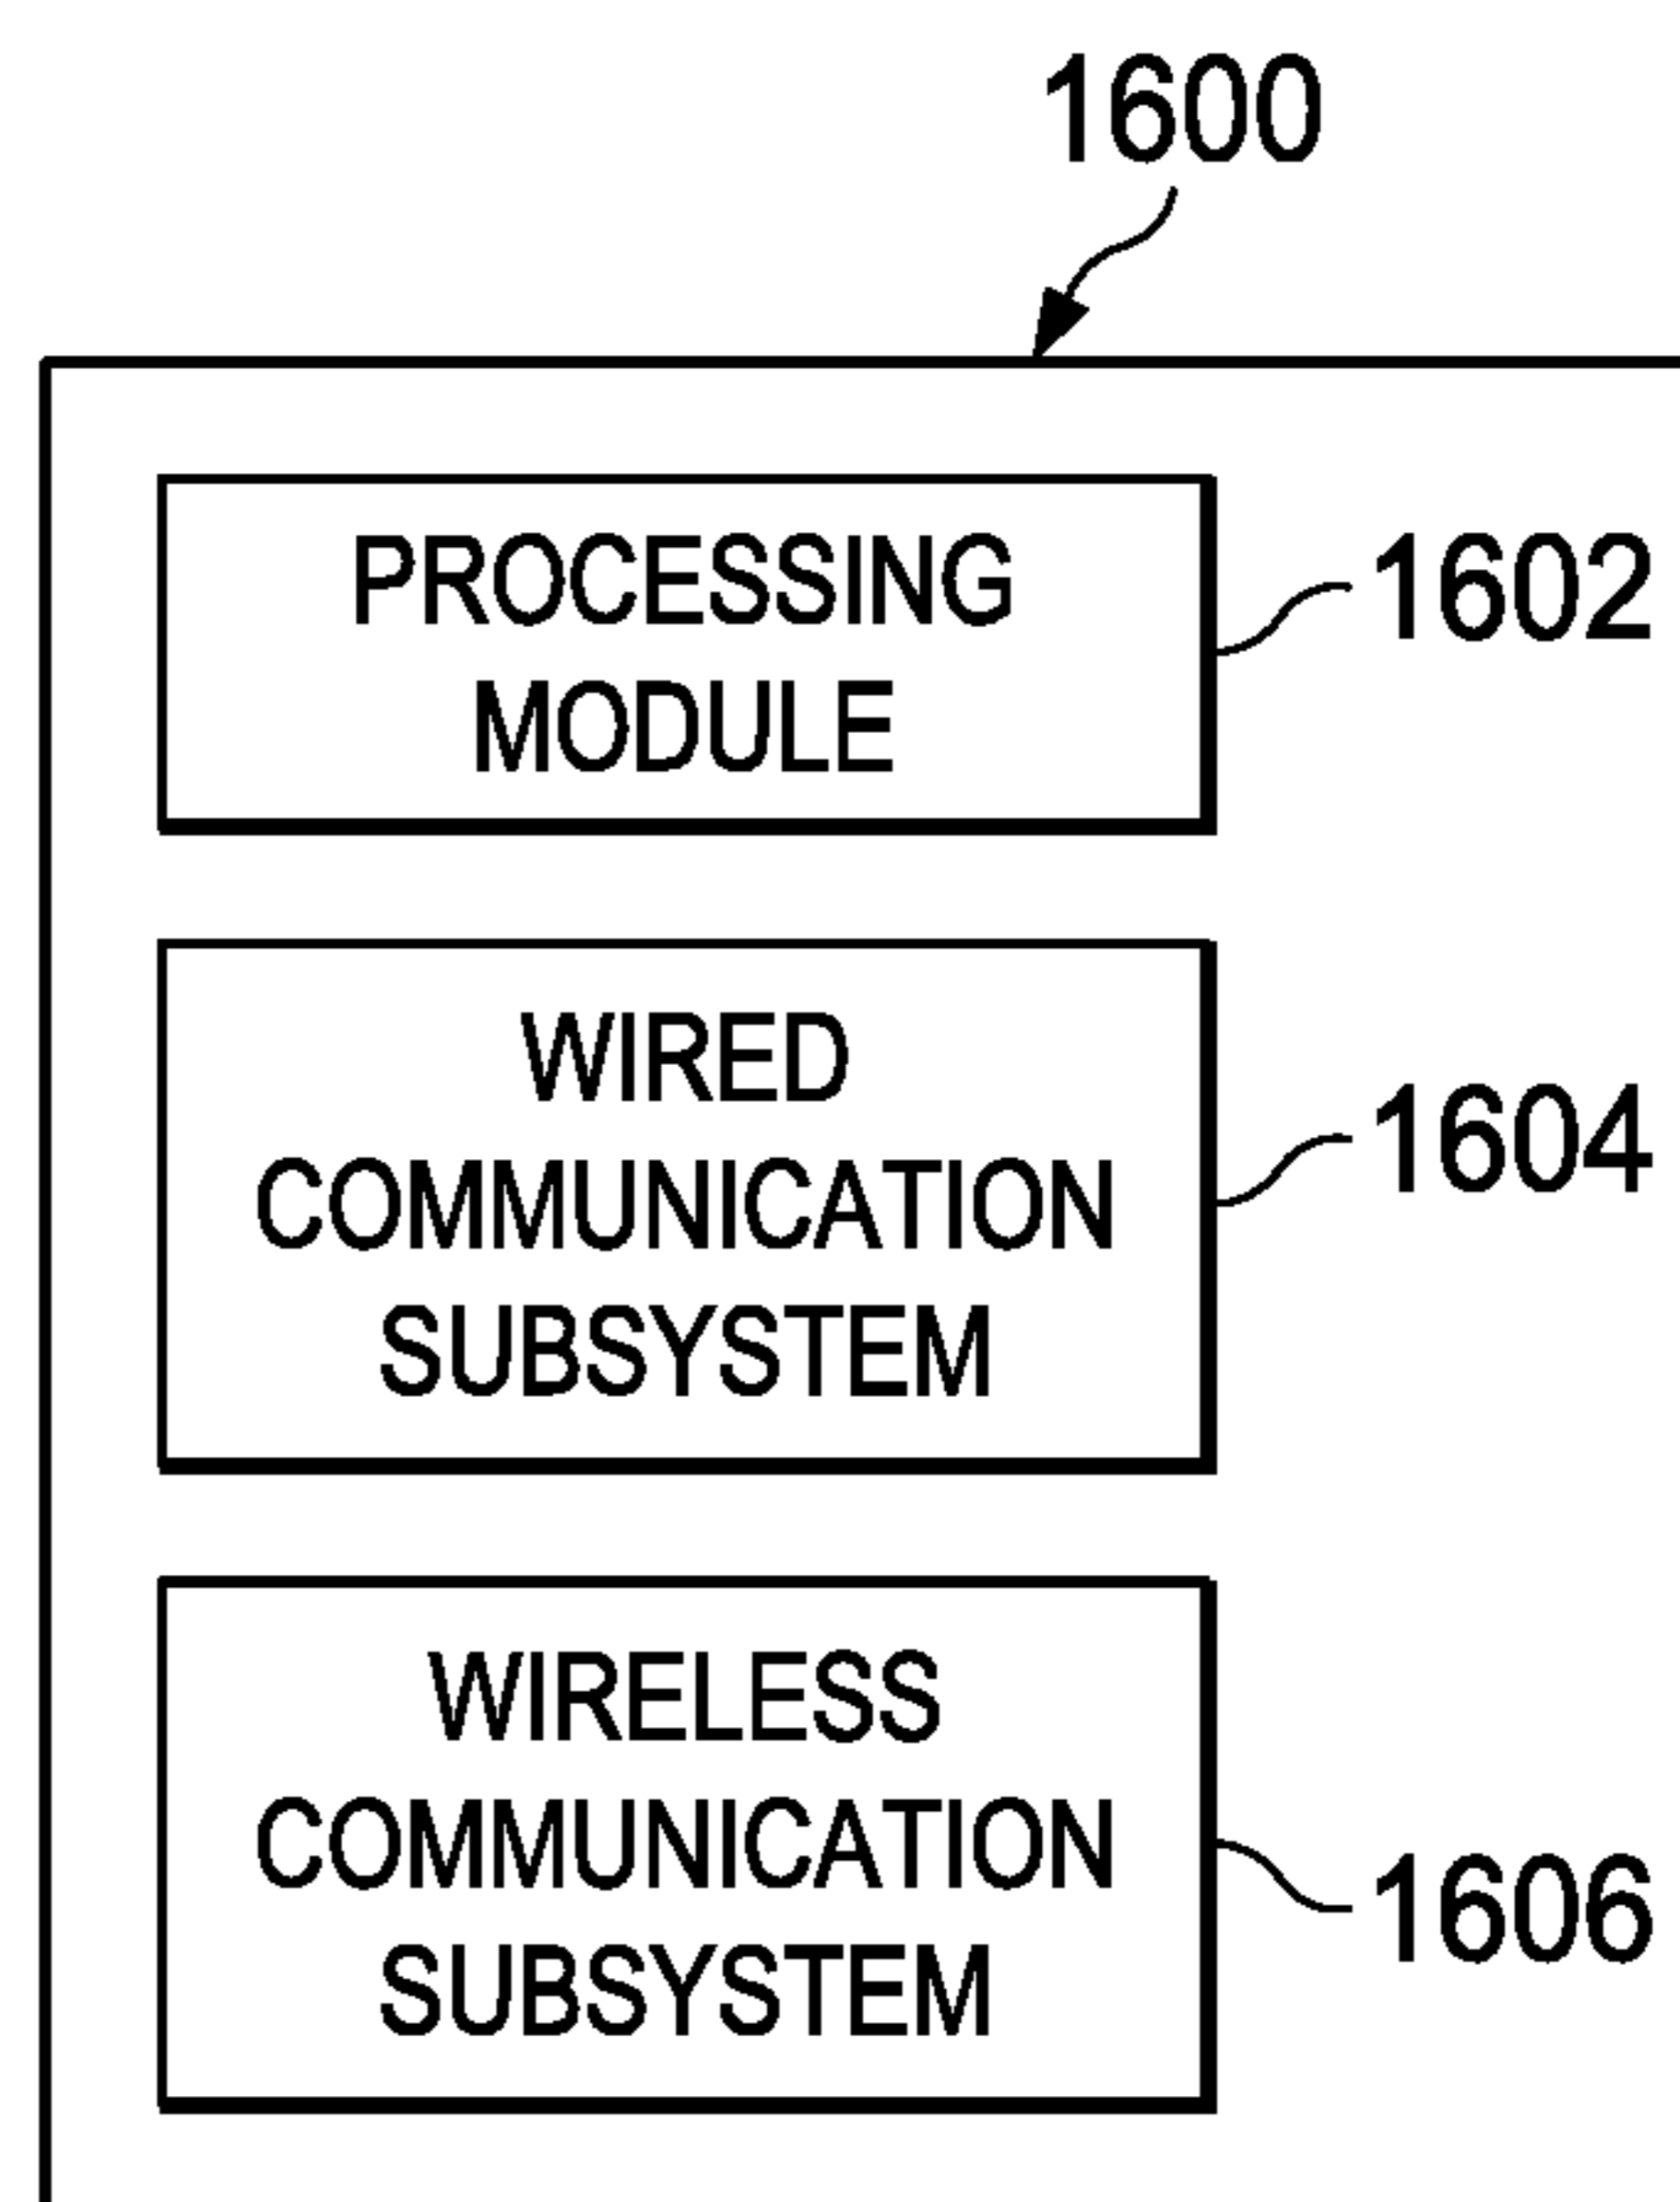 1600
PROCESSING
MODULE
1602
WIRED
COMMUNICATION
SUBSYSTEM
1604
WIRELESS
COMMUNICATION
SUBSYSTEM
1606